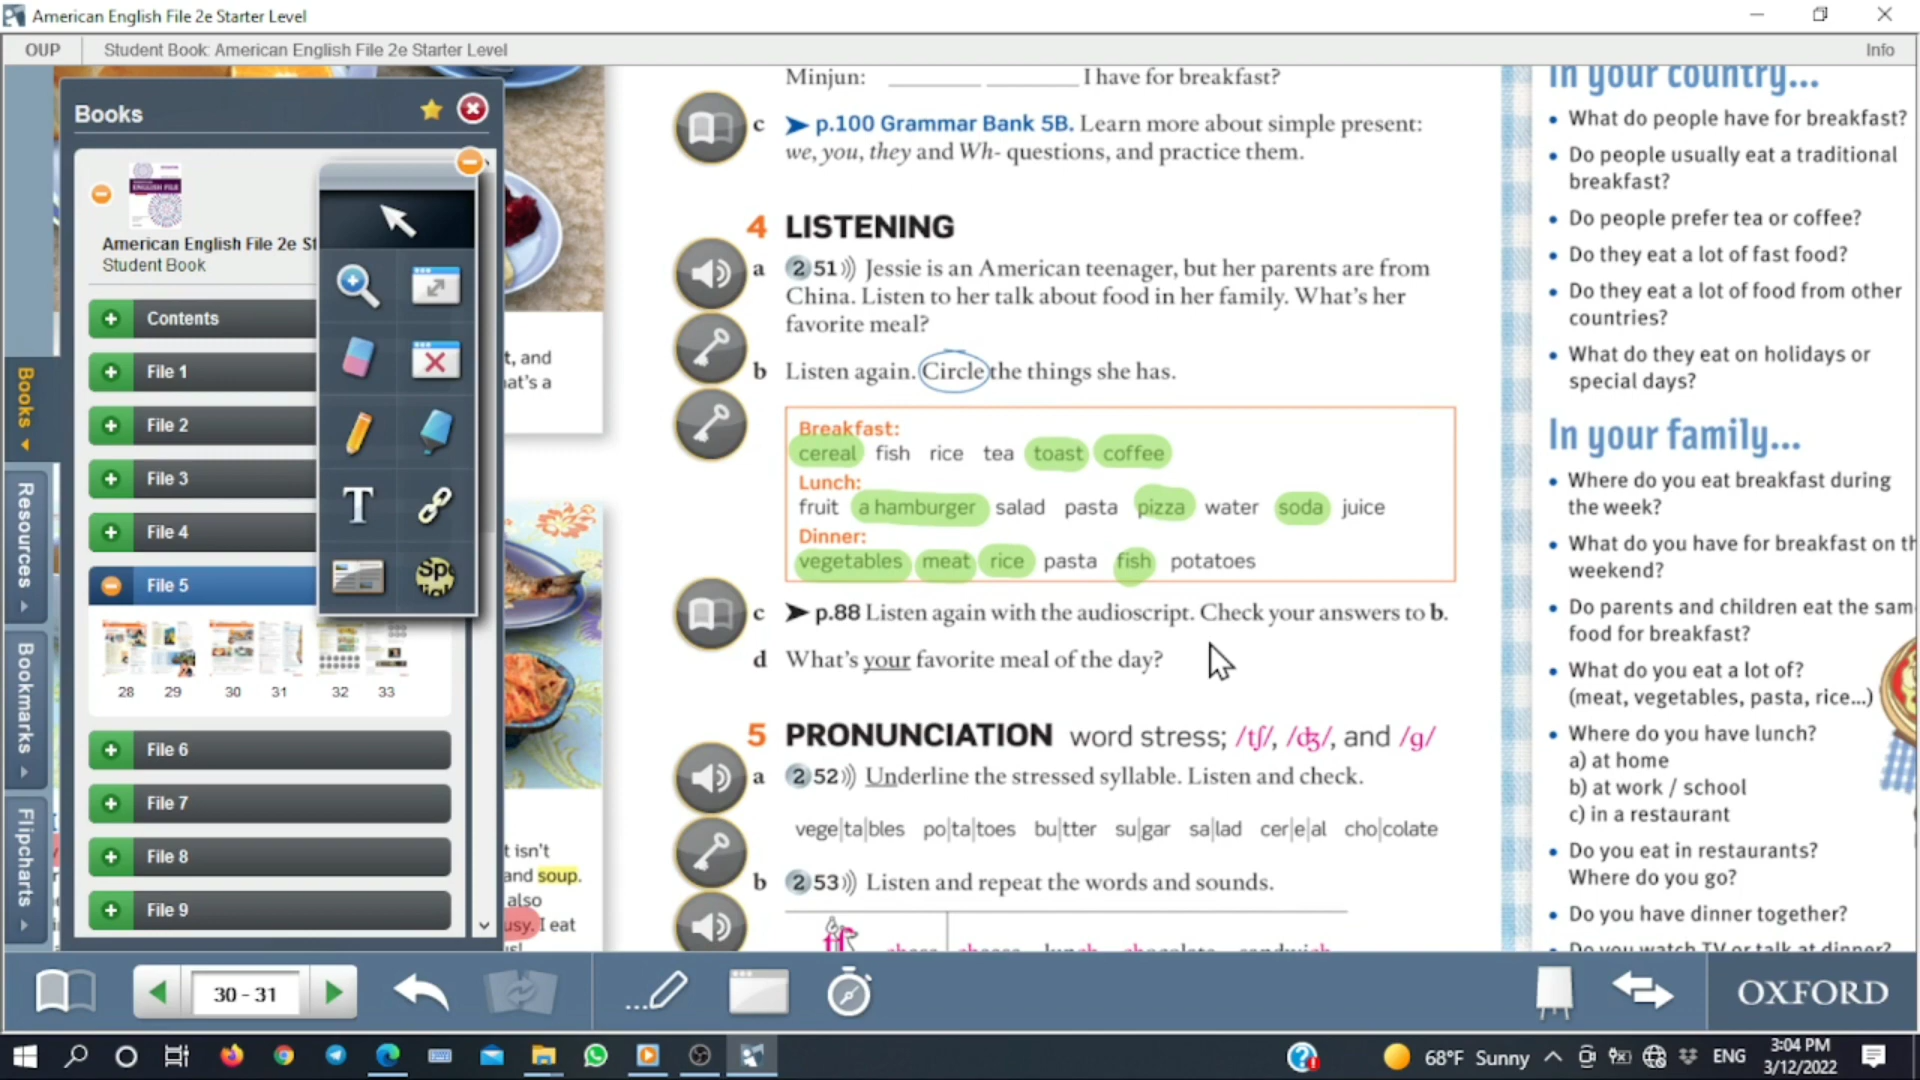 American English File 2e Starter Level
OUP
Student Book: American English File 2e Starter Level
Info
Books
American English File 2e St
Student Book
Contents
File 1
File 2
File 3
File 4
File 5
28 29 30 31 32 33
File 6
File 7
File 8
File 9
Books
Resources
Bookmarks
Flipcharts
T
t, and
at's a
t isn't
and soup.
also
usy. I eat
Minjun: I have for breakfast?
c p.100 Grammar Bank 5B. Learn more about simple present:
we, you, they and Wh- questions, and practice them.
4 LISTENING
a 2 51 Jessie is an American teenager, but her parents are from
China. Listen to her talk about food in her family. What's her
favorite meal?
b Listen again. Circle the things she has.
Breakfast:
cereal fish rice tea toast coffee
Lunch:
fruit a hamburger salad pasta pizza water soda juice
Dinner:
vegetables meat rice pasta fish potatoes
c p.88 Listen again with the audioscript. Check your answers to b.
d What's your favorite meal of the day?
5 PRONUNCIATION word stress; /tʃ/, /dʒ/, and /g/
a 2 52 Underline the stressed syllable. Listen and check.
vege|ta|bles po|ta|toes bu|tter su|gar sa|lad cer|e|al cho|colate
b 2 53 Listen and repeat the words and sounds.
In your country...
• What do people have for breakfast?
• Do people usually eat a traditional
breakfast?
• Do people prefer tea or coffee?
• Do they eat a lot of fast food?
• Do they eat a lot of food from other
countries?
• What do they eat on holidays or
special days?
In your family...
• Where do you eat breakfast during
the week?
• What do you have for breakfast on th
weekend?
• Do parents and children eat the sam
food for breakfast?
• What do you eat a lot of?
(meat, vegetables, pasta, rice...)
• Where do you have lunch?
a) at home
b) at work / school
c) in a restaurant
• Do you eat in restaurants?
Where do you go?
• Do you have dinner together?
• Do you watch TV or talk at dinner?
30 - 31
OXFORD
68°F Sunny
ENG
3:04 PM
3/12/2022